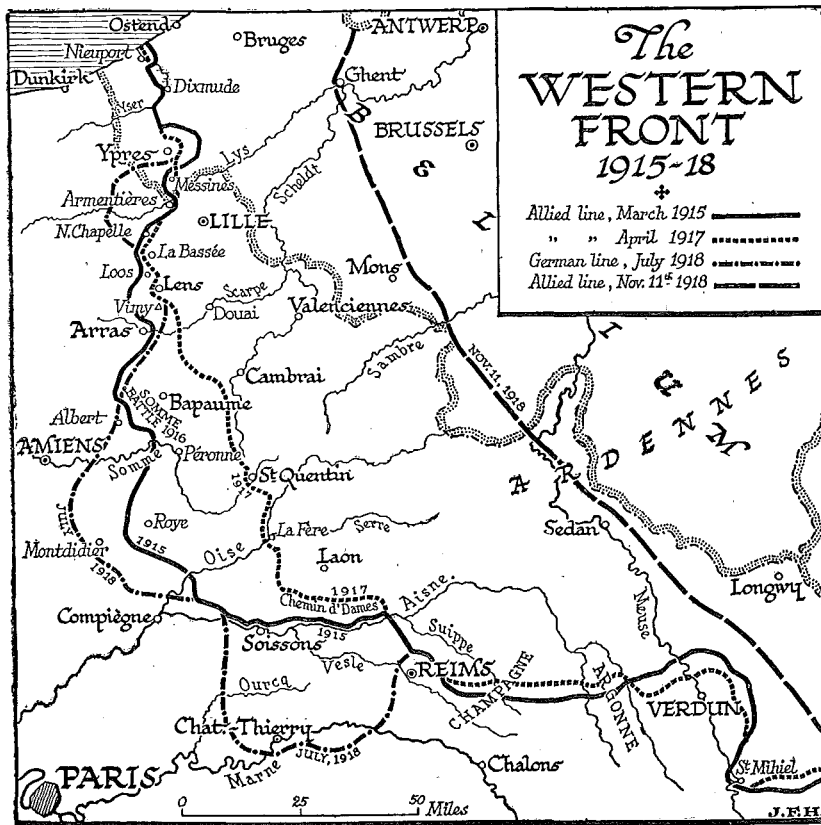 The
WESTERN
FRONT
1915-18
Allied line, March 1915
„ „ April 1917
German line, July 1918
Allied line, Nov. 11th 1918
Ostend
Bruges
ANTWERP
Nieuport
Dunkirk
Dixmude
Ghent
Yser
BRUSSELS
Ypres
Lys
Scheldt
Messines
Armentières
LILLE
N. Chapelle
La Bassée
Loos
Lens
Mons
Scarpe
Vimy
Douai
Valenciennes
Arras
Sambre
NOV. 11, 1918
Cambrai
BELGIUM
SOMME
BATTLE 1916
Bapaume
Albert
ARDENNES
AMIENS
Somme
Péronne
1917
St Quentin
JULY
1918
Roye
1915
La Fère
Serre
Sedan
Montdidier
Oise
Laon
Longwy
1917
Chemin d'Dames
Aisne.
Meuse
Compiègne
1915
Soissons
Suippe
Vesle
REIMS
CHAMPAGNE
ARGONNE
VERDUN
Ourcq
Chat.-Thierry
JULY, 1918
Marne
Chalons
St Mihiel
PARIS
0 25 50 Miles
J.F.H.